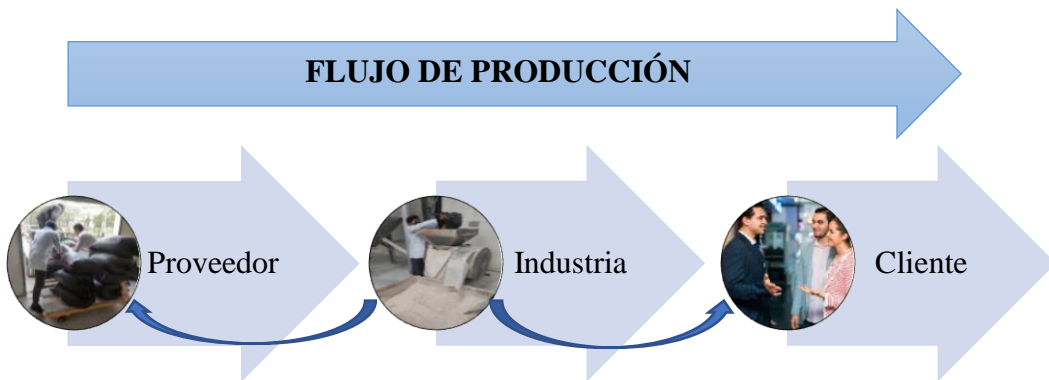 FLUJO DE PRODUCCIÓN
Proveedor
Industria
Cliente